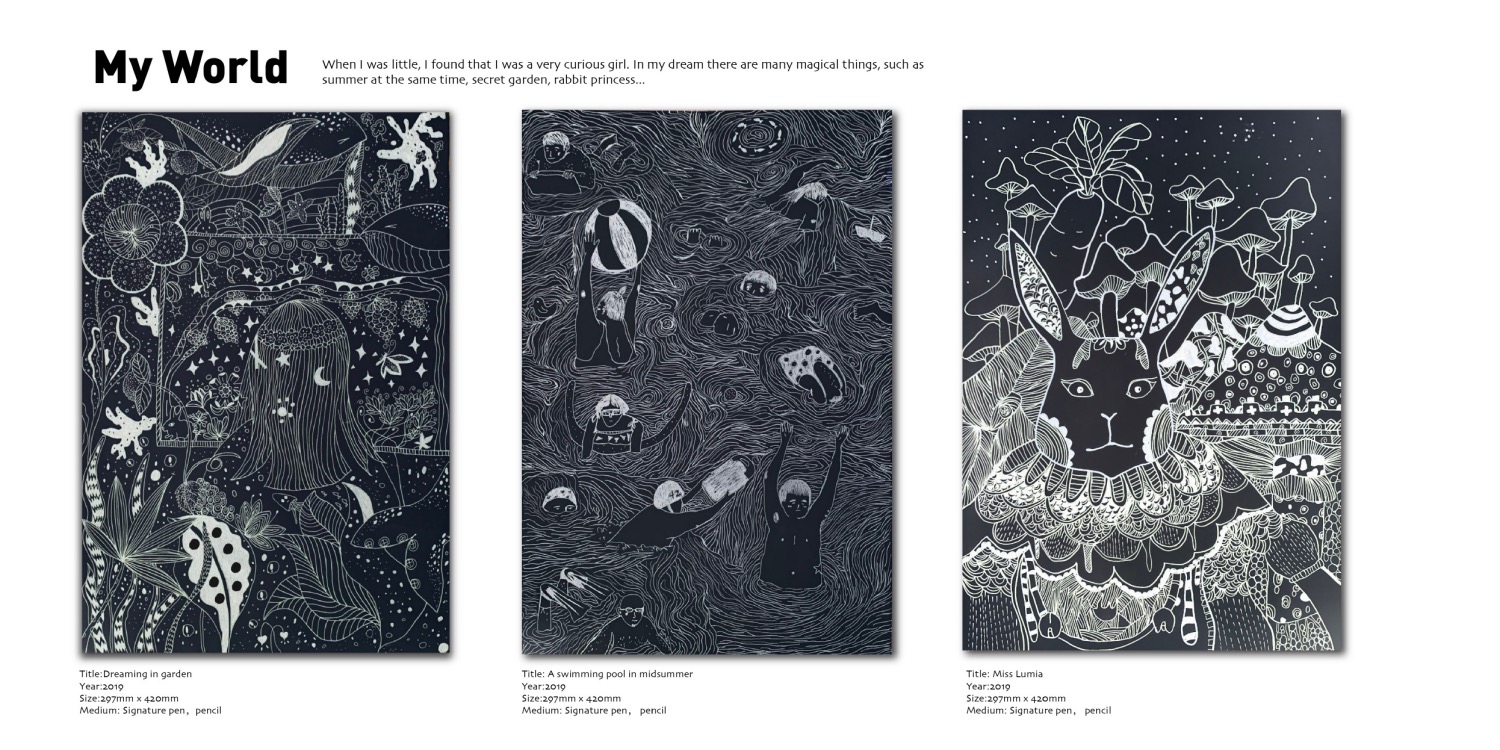 My World
When I was little, I found that I was a very curious girl. In my dream there are many magical things, such as
summer at the same time, secret garden, rabbit princess...
42
Title:Dreaming in garden
Year:2019
Size:297mm x 420mm
Medium: Signature pen， pencil
Title: A swimming pool in midsummer
Year:2019
Size:297mm x 420mm
Medium: Signature pen， pencil
Title: Miss Lumia
Year:2019
Size:297mm x 420mm
Medium: Signature pen， pencil